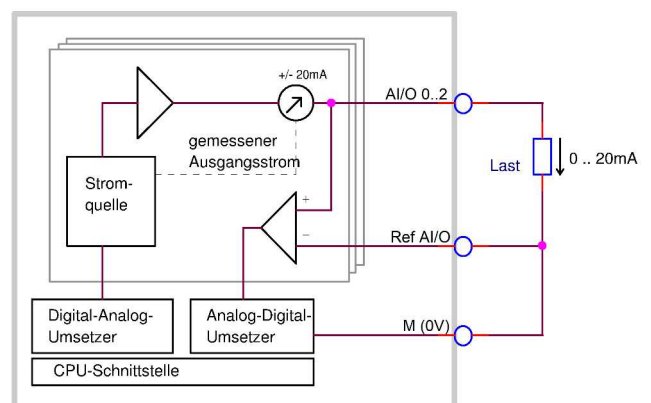 +/- 20mA
AI/O 0..2
gemessener
Ausgangsstrom
Last
0 .. 20mA
Strom-
quelle
+
−
Ref AI/O
Digital-Analog-
Umsetzer
Analog-Digital-
Umsetzer
M (0V)
CPU-Schnittstelle